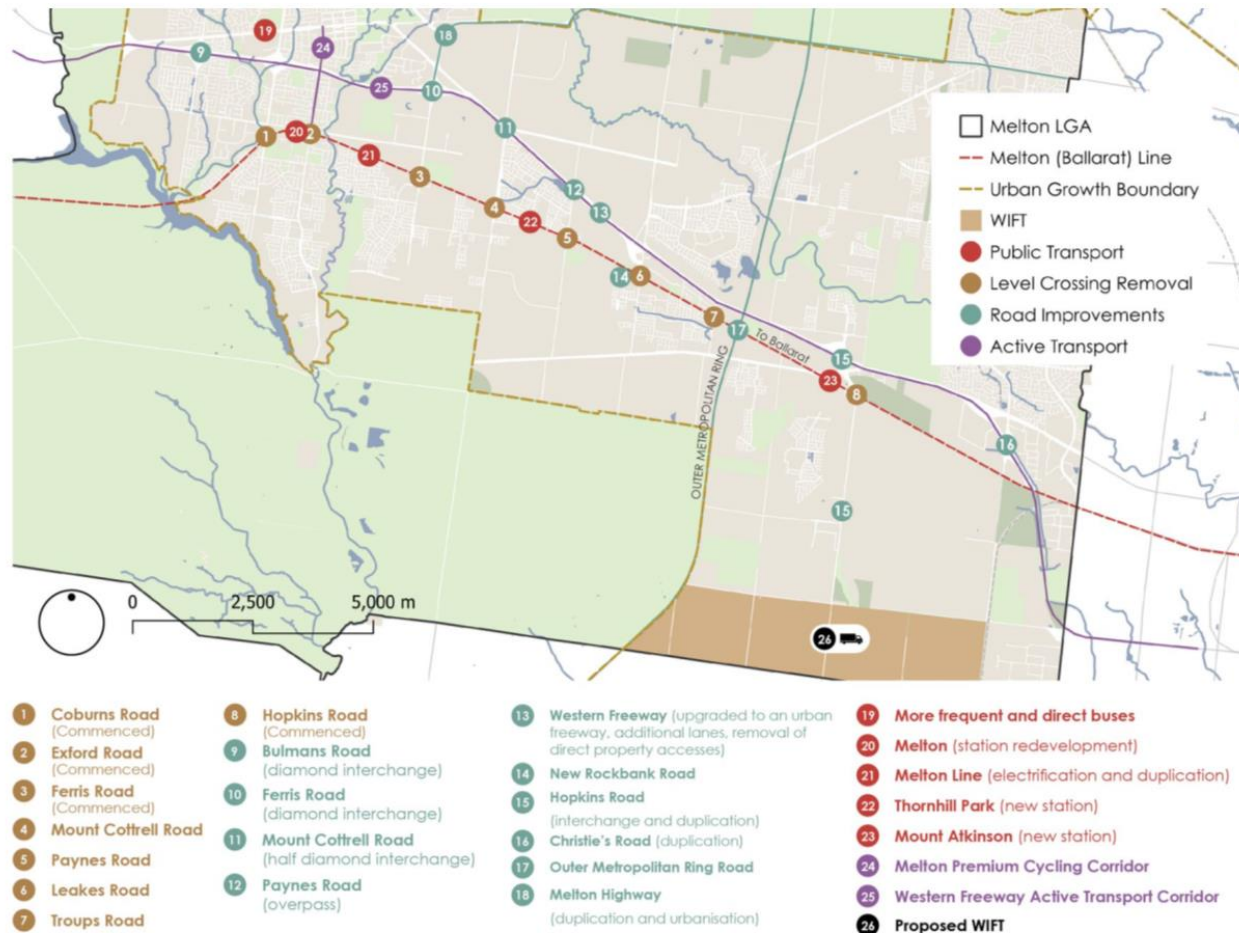 19
24
18
9
25
10
1
20
2
11
21
3
12
4
22
13
5
14
6
7
17
To Ballarat
15
23
8
OUTER METROPOLITAN RING
16
15
26
Melton LGA
Melton (Ballarat) Line
Urban Growth Boundary
WIFT
Public Transport
Level Crossing Removal
Road Improvements
Active Transport
0 2,500 5,000 m
1 Coburns Road
(Commenced)
2 Exford Road
(Commenced)
3 Ferris Road
(Commenced)
4 Mount Cottrell Road
5 Paynes Road
6 Leakes Road
7 Troups Road
8 Hopkins Road
(Commenced)
9 Bulmans Road
(diamond interchange)
10 Ferris Road
(diamond interchange)
11 Mount Cottrell Road
(half diamond interchange)
12 Paynes Road
(overpass)
13 Western Freeway (upgraded to an urban
freeway, additional lanes, removal of
direct property accesses)
14 New Rockbank Road
15 Hopkins Road
(interchange and duplication)
16 Christie's Road (duplication)
17 Outer Metropolitan Ring Road
18 Melton Highway
(duplication and urbanisation)
19 More frequent and direct buses
20 Melton (station redevelopment)
21 Melton Line (electrification and duplication)
22 Thornhill Park (new station)
23 Mount Atkinson (new station)
24 Melton Premium Cycling Corridor
25 Western Freeway Active Transport Corridor
26 Proposed WIFT